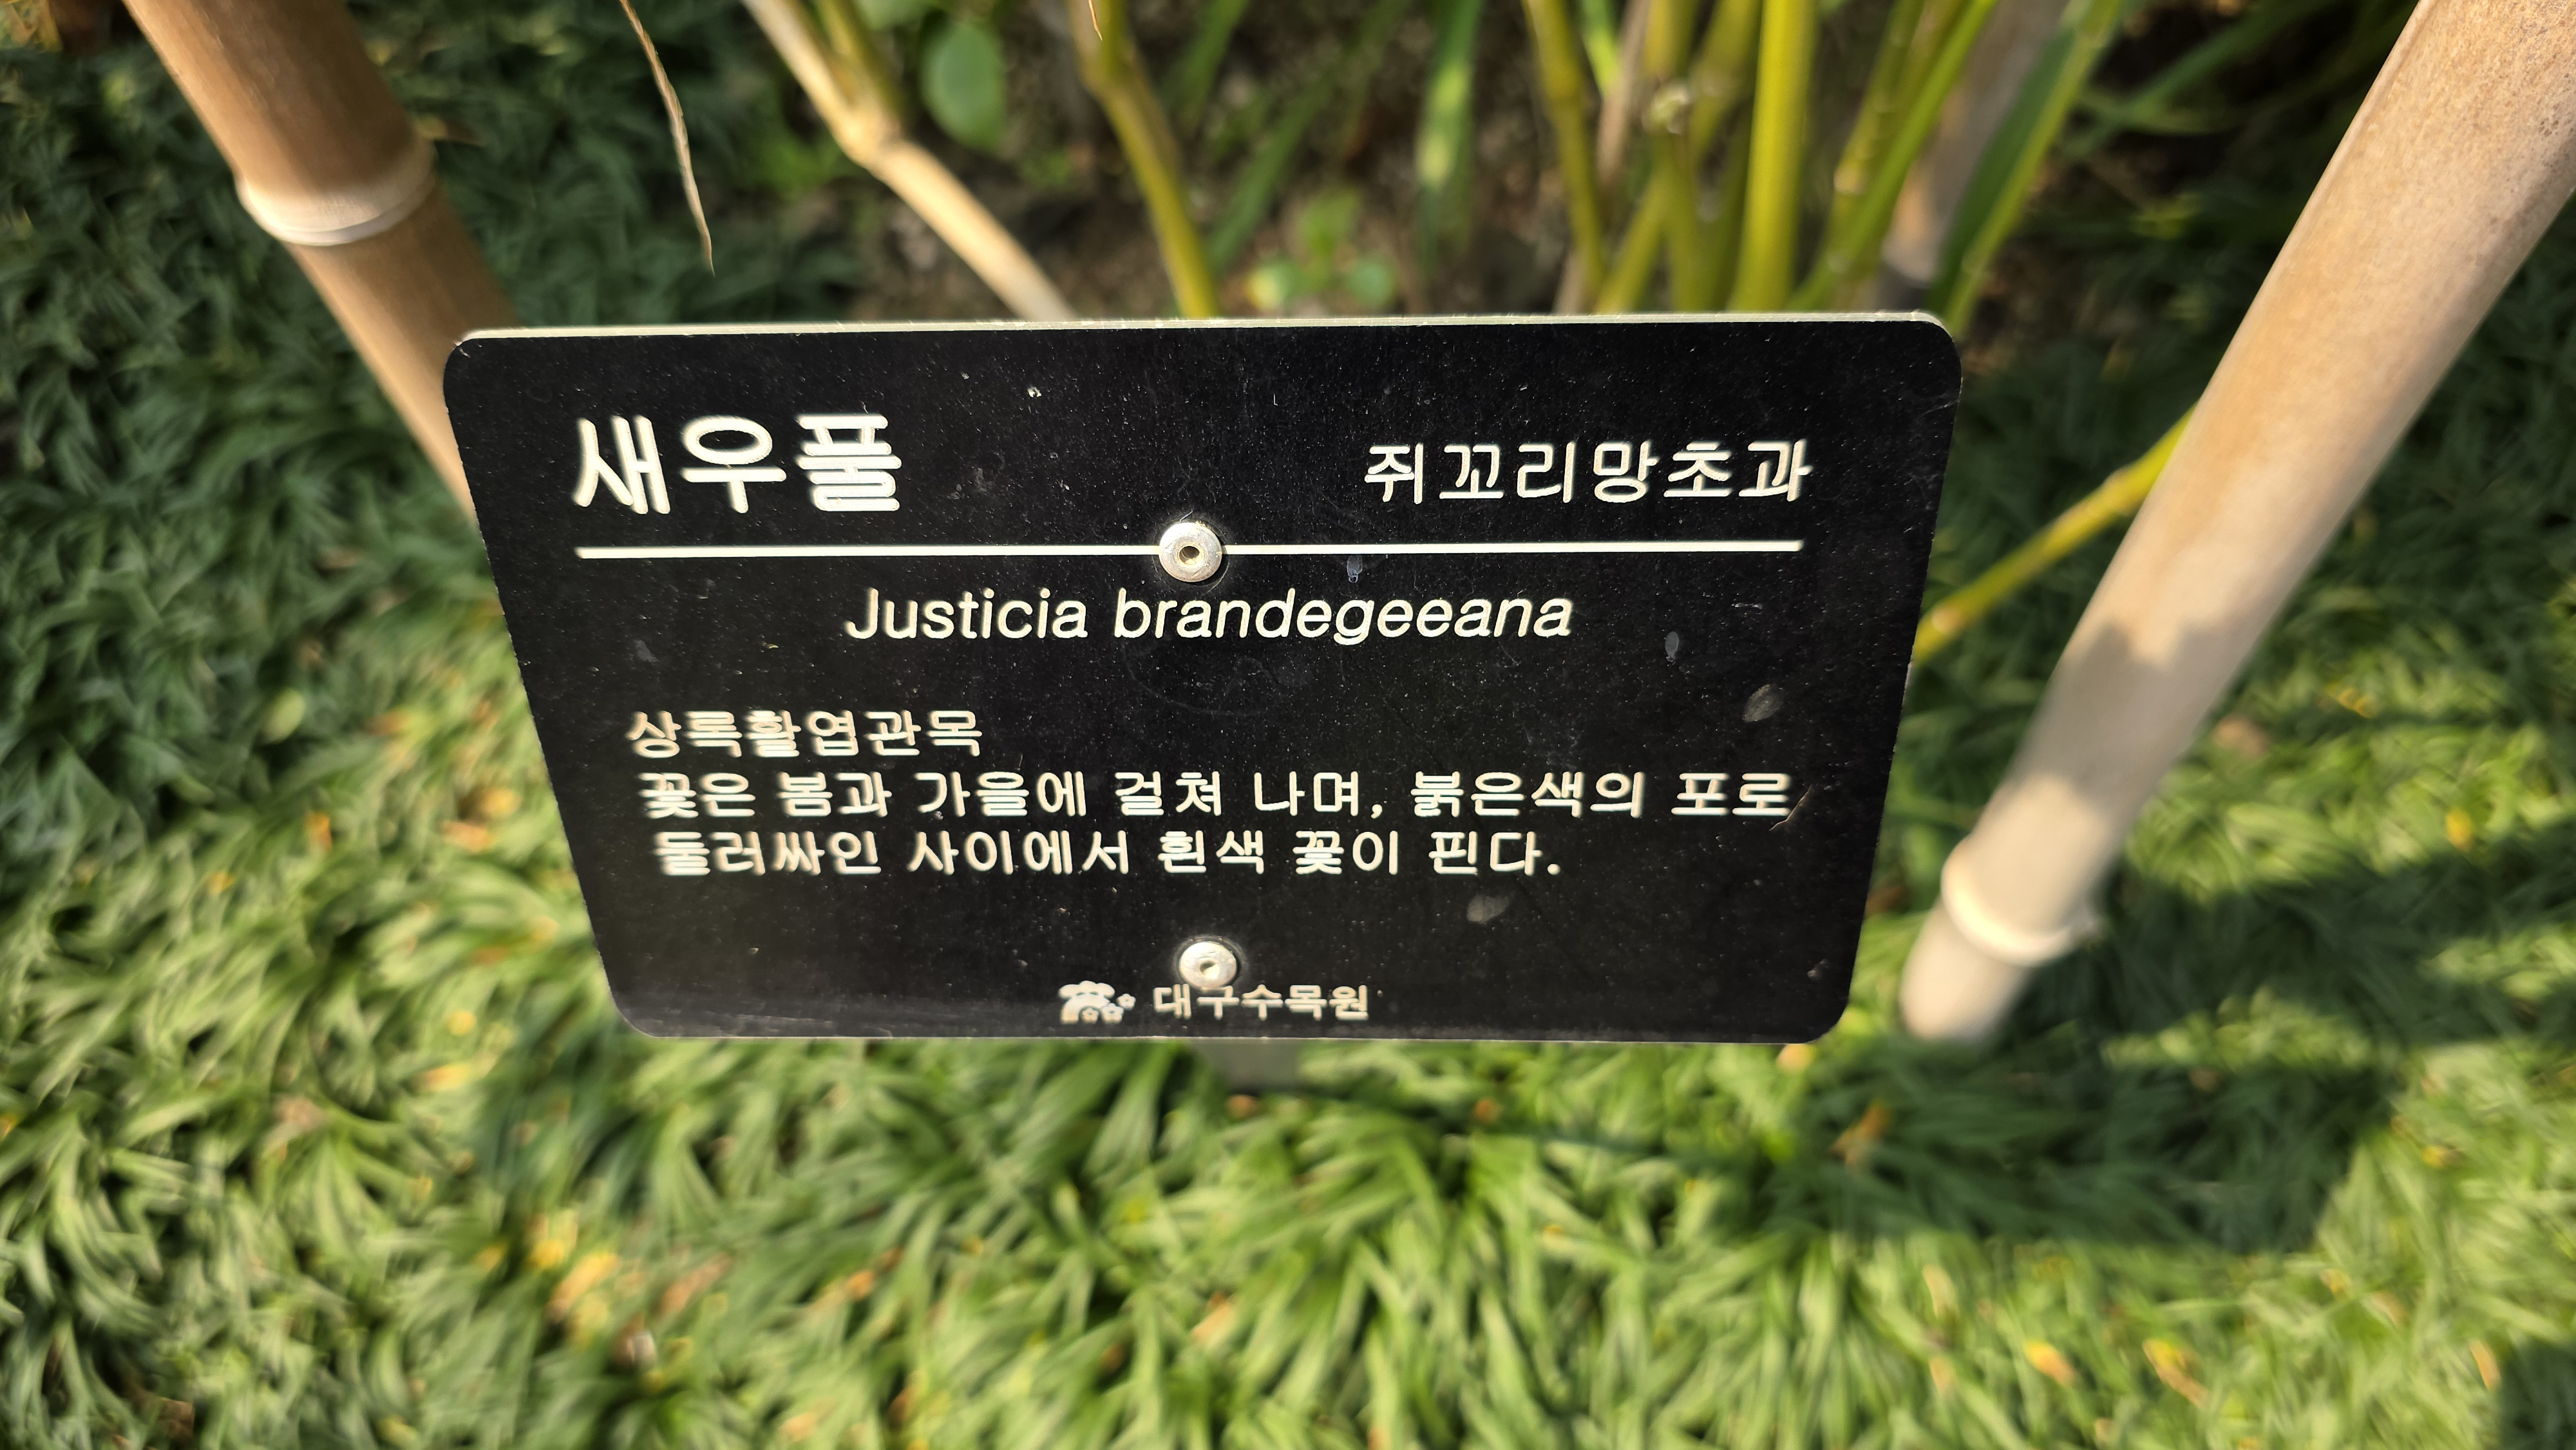 새우풀 쥐꼬리망초과
Justicia brandegeeana
상록활엽관목
꽃은 봄과 가을에 걸쳐 나며, 붉은색의 포로
둘러싸인 사이에서 흰색 꽃이 핀다.
대구수목원